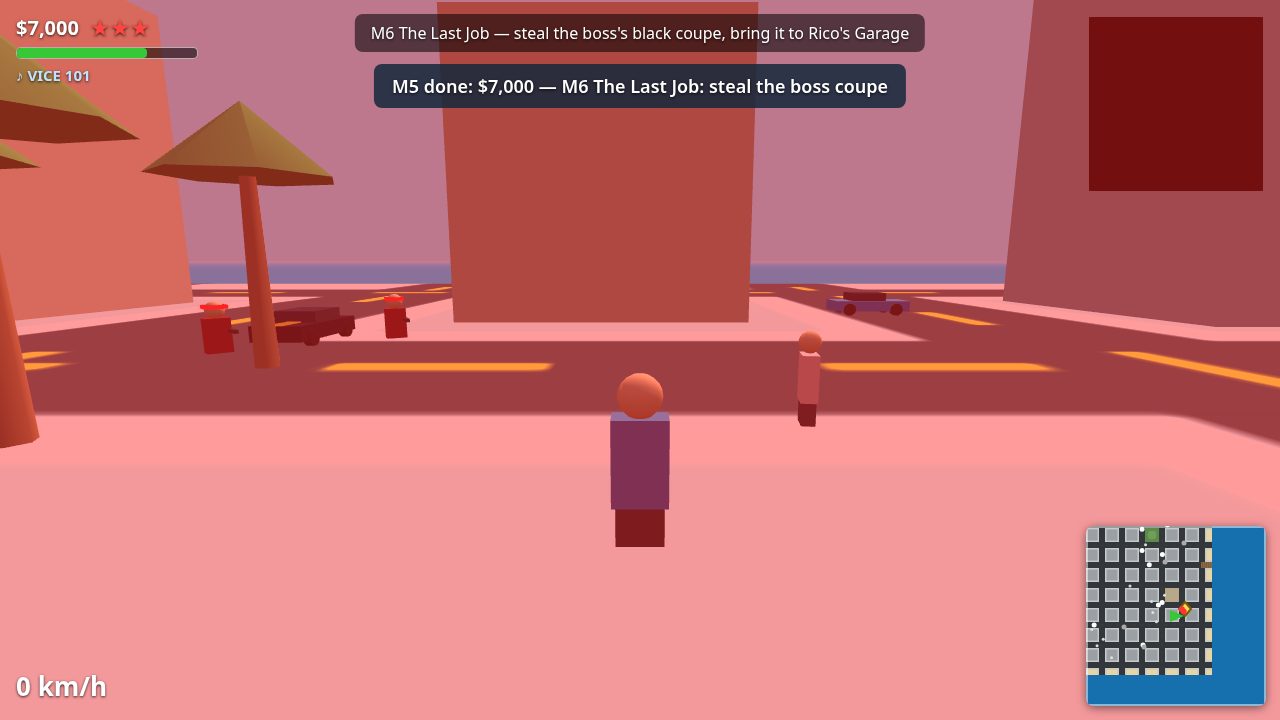 $7,000 ★★★
M6 The Last Job — steal the boss's black coupe, bring it to Rico's Garage
♪ VICE 101
M5 done: $7,000 — M6 The Last Job: steal the boss coupe
0 km/h